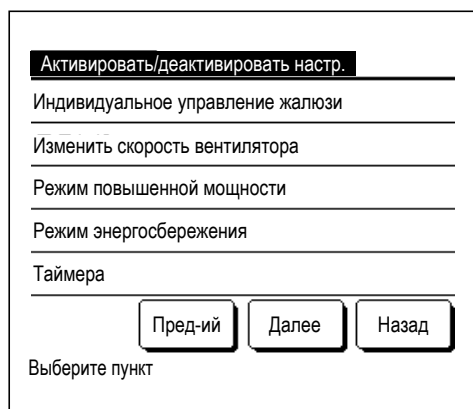 Активировать/деактивировать настр.
Индивидуальное управление жалюзи
Изменить скорость вентилятора
Режим повышенной мощности
Режим энергосбережения
Таймера
Пред-ий Далее Назад
Выберите пункт